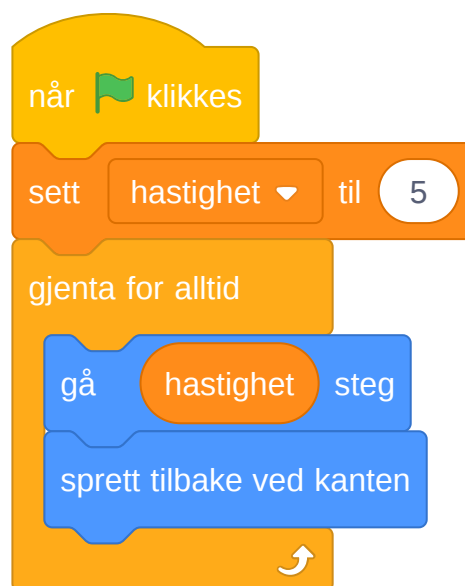 når klikkes
sett hastighet til 5
gjenta for alltid
gå hastighet steg
sprett tilbake ved kanten